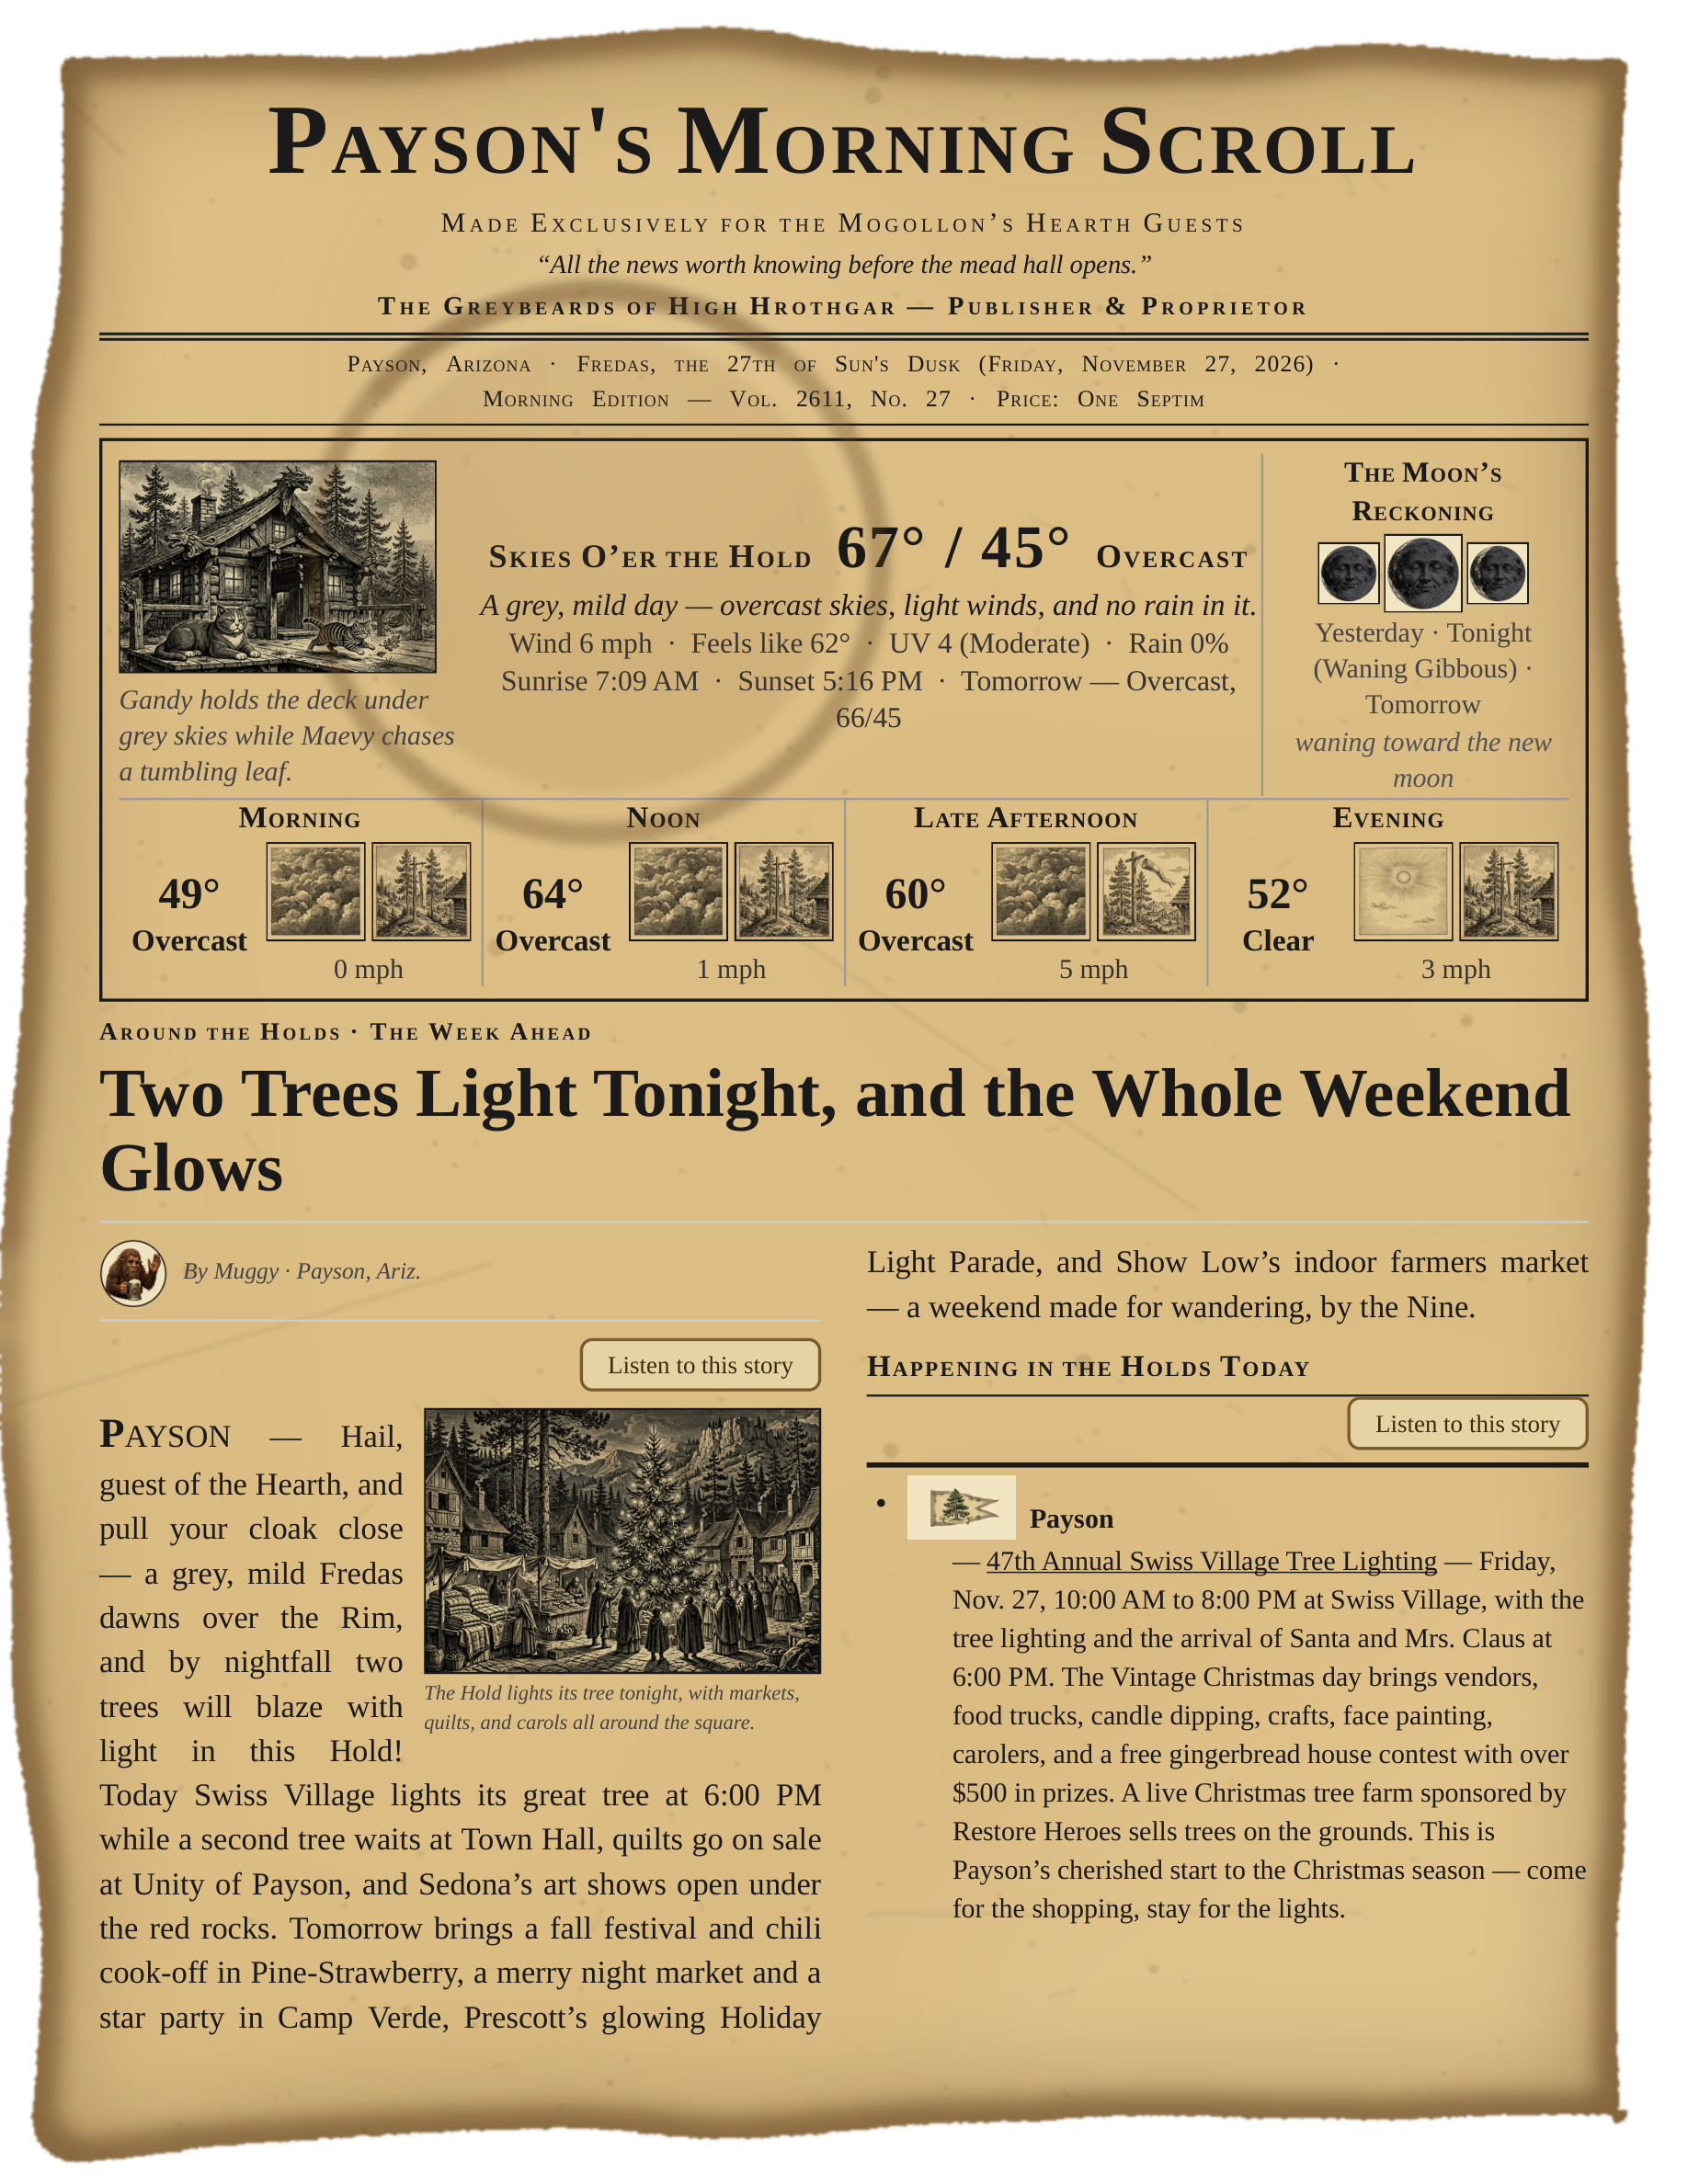 Payson's Morning Scroll
Made Exclusively for the Mogollon’s Hearth Guests
“All the news worth knowing before the mead hall opens.”
The Greybeards of High Hrothgar — Publisher & Proprietor
Payson, Arizona · Fredas, the 27th of Sun's Dusk (Friday, November 27, 2026) ·
Morning Edition — Vol. 2611, No. 27 · Price: One Septim
Gandy holds the deck under
grey skies while Maevy chases
a tumbling leaf.
Skies O’er the Hold 67° / 45° Overcast
A grey, mild day — overcast skies, light winds, and no rain in it.
Wind 6 mph · Feels like 62° · UV 4 (Moderate) · Rain 0%
Sunrise 7:09 AM · Sunset 5:16 PM · Tomorrow — Overcast,
66/45
The Moon’s
Reckoning
Yesterday · Tonight
(Waning Gibbous) ·
Tomorrow
waning toward the new
moon
Morning
49°
Overcast
0 mph
Noon
64°
Overcast
1 mph
Late Afternoon
60°
Overcast
5 mph
Evening
52°
Clear
3 mph
Around the Holds · The Week Ahead
Two Trees Light Tonight, and the Whole Weekend
Glows
By Muggy · Payson, Ariz.
Listen to this story
PAYSON — Hail,
guest of the Hearth, and
pull your cloak close
— a grey, mild Fredas
dawns over the Rim,
and by nightfall two
trees will blaze with
light in this Hold!
The Hold lights its tree tonight, with markets,
quilts, and carols all around the square.
Today Swiss Village lights its great tree at 6:00 PM
while a second tree waits at Town Hall, quilts go on sale
at Unity of Payson, and Sedona’s art shows open under
the red rocks. Tomorrow brings a fall festival and chili
cook-off in Pine-Strawberry, a merry night market and a
star party in Camp Verde, Prescott’s glowing Holiday
Light Parade, and Show Low’s indoor farmers market
— a weekend made for wandering, by the Nine.
Happening in the Holds Today
Listen to this story
• Payson
— 47th Annual Swiss Village Tree Lighting — Friday,
Nov. 27, 10:00 AM to 8:00 PM at Swiss Village, with the
tree lighting and the arrival of Santa and Mrs. Claus at
6:00 PM. The Vintage Christmas day brings vendors,
food trucks, candle dipping, crafts, face painting,
carolers, and a free gingerbread house contest with over
$500 in prizes. A live Christmas tree farm sponsored by
Restore Heroes sells trees on the grounds. This is
Payson’s cherished start to the Christmas season — come
for the shopping, stay for the lights.